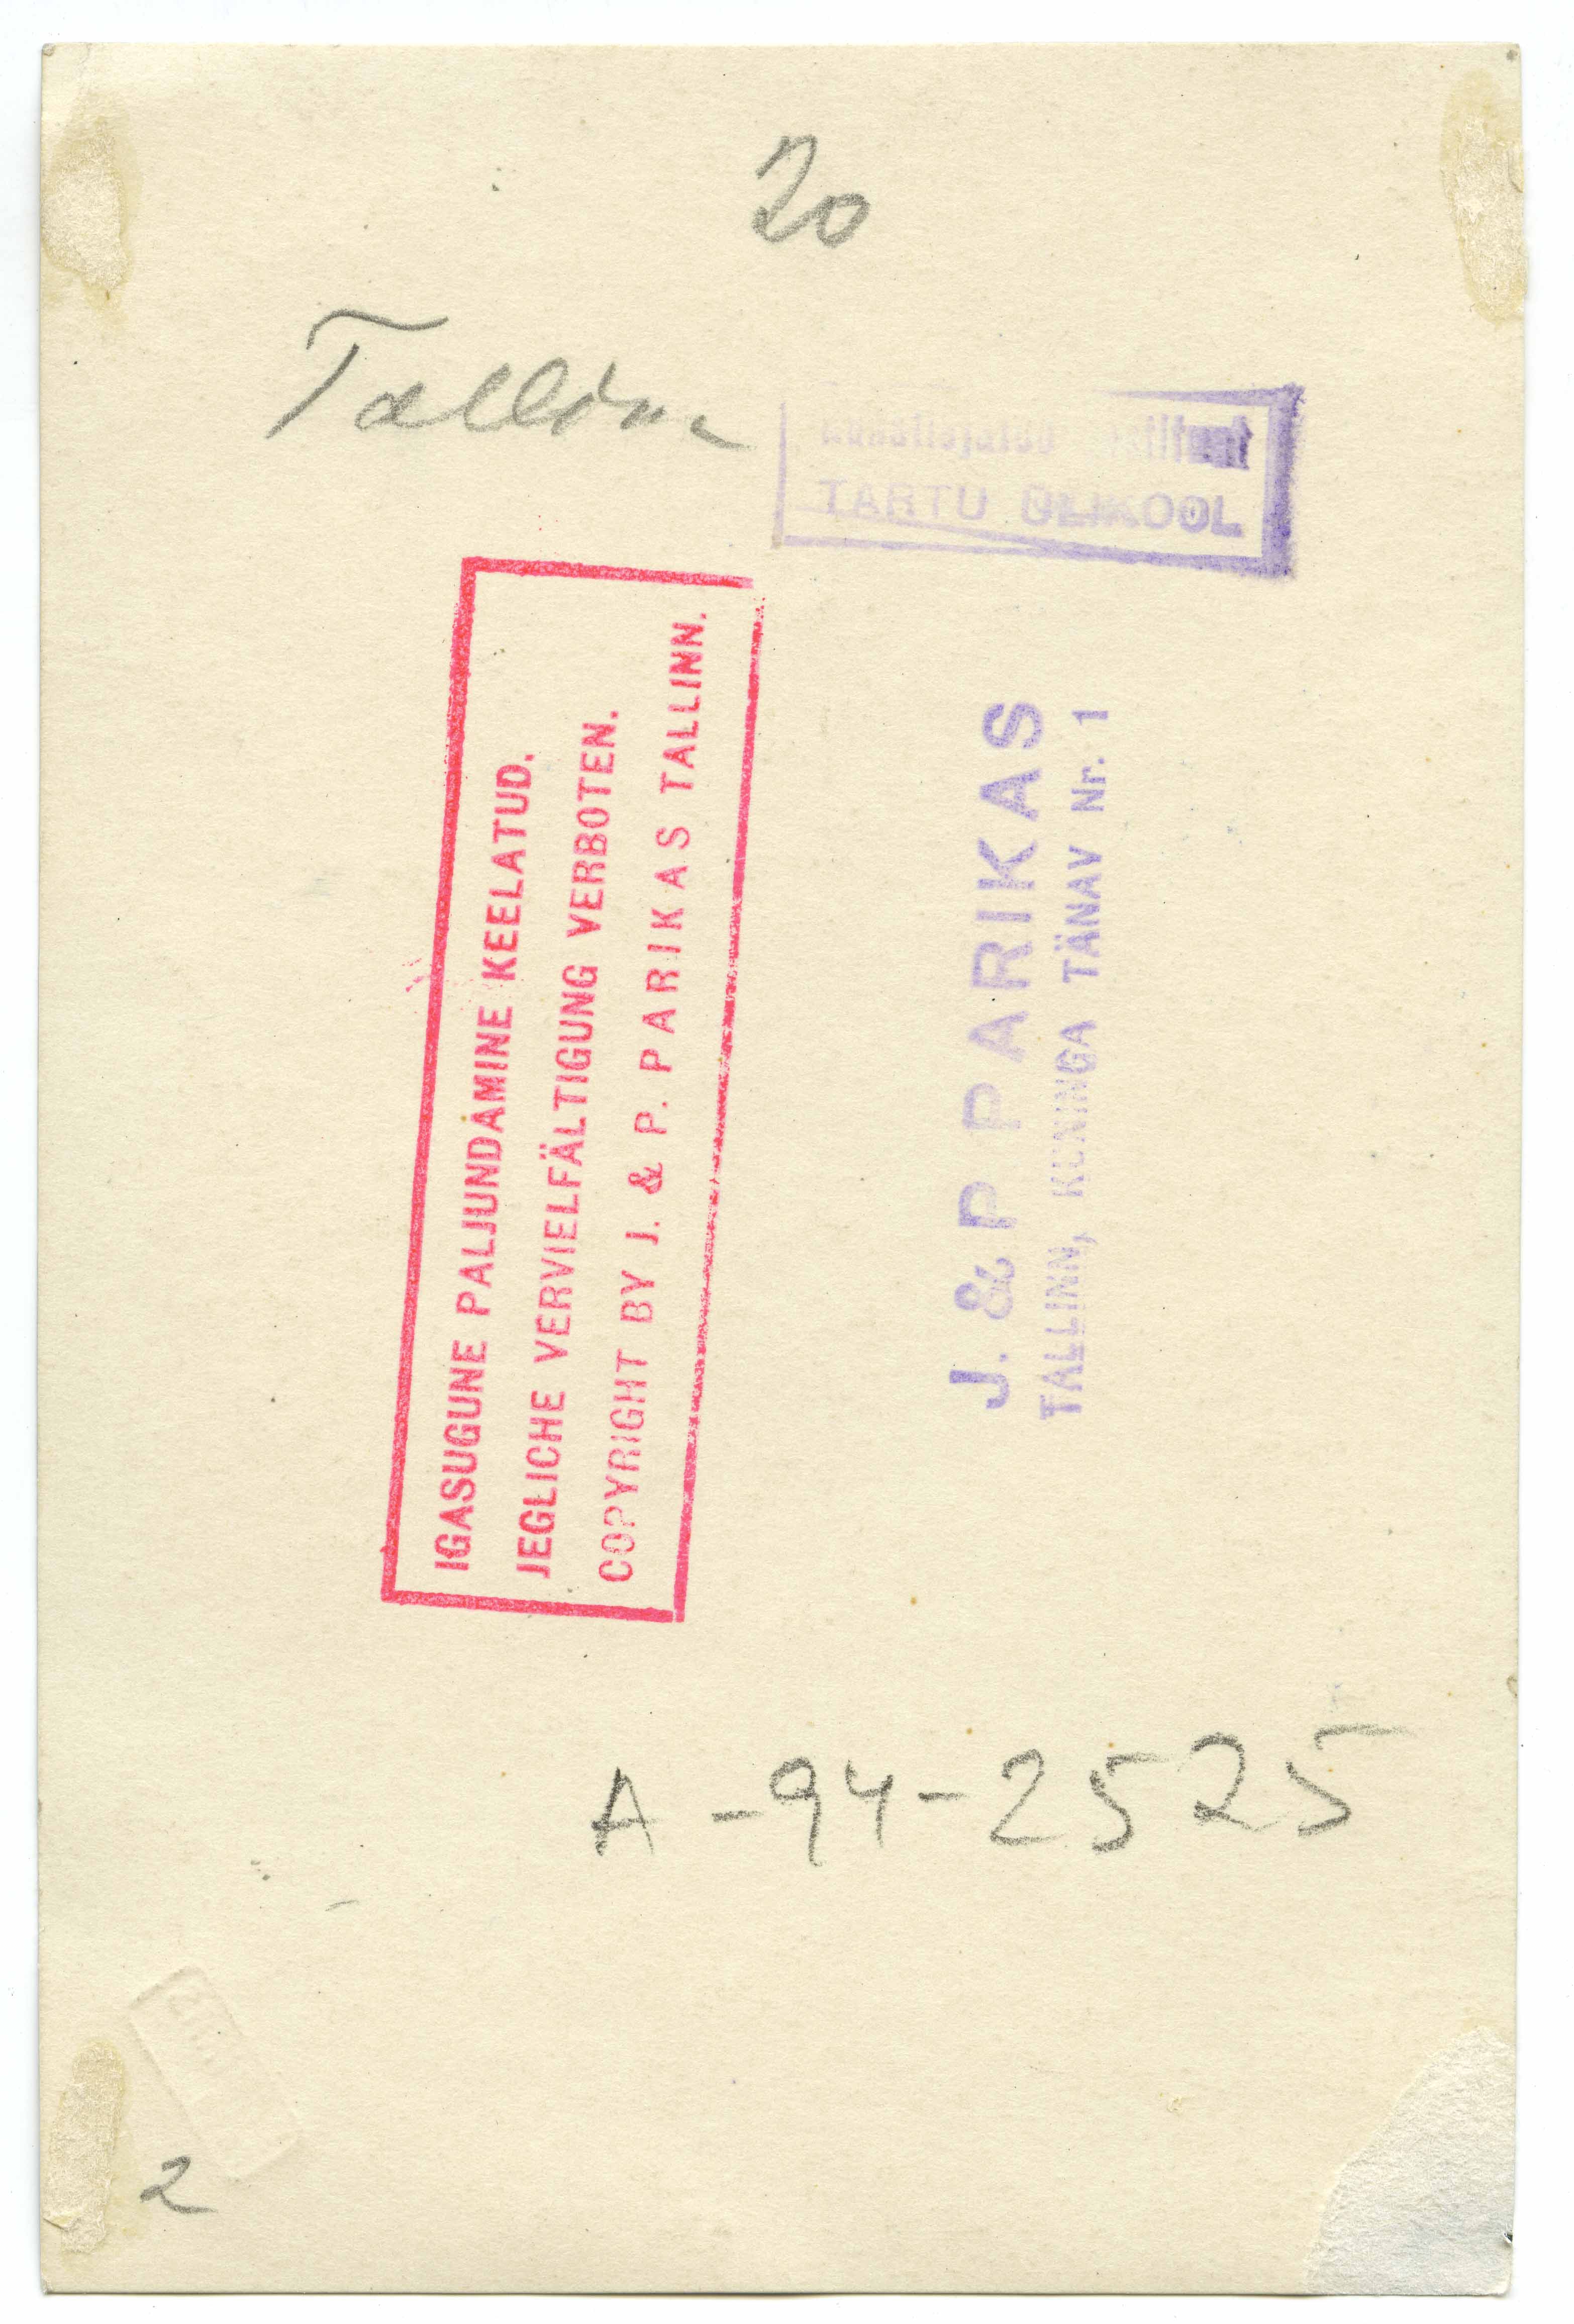 20
Tallinn
TARTU ÜLIKOOL
IGASUGUNE PALJUNDAMINE KEELATUD.
JEGLICHE VERVIELFÄLTIGUNG VERBOTEN.
COPYRIGHT BY J. & P. PARIKAS TALLINN.
J. & P PARIKAS
TALLINN, KUNINGA TÄNAV Nr. 1
A-94-2525
2